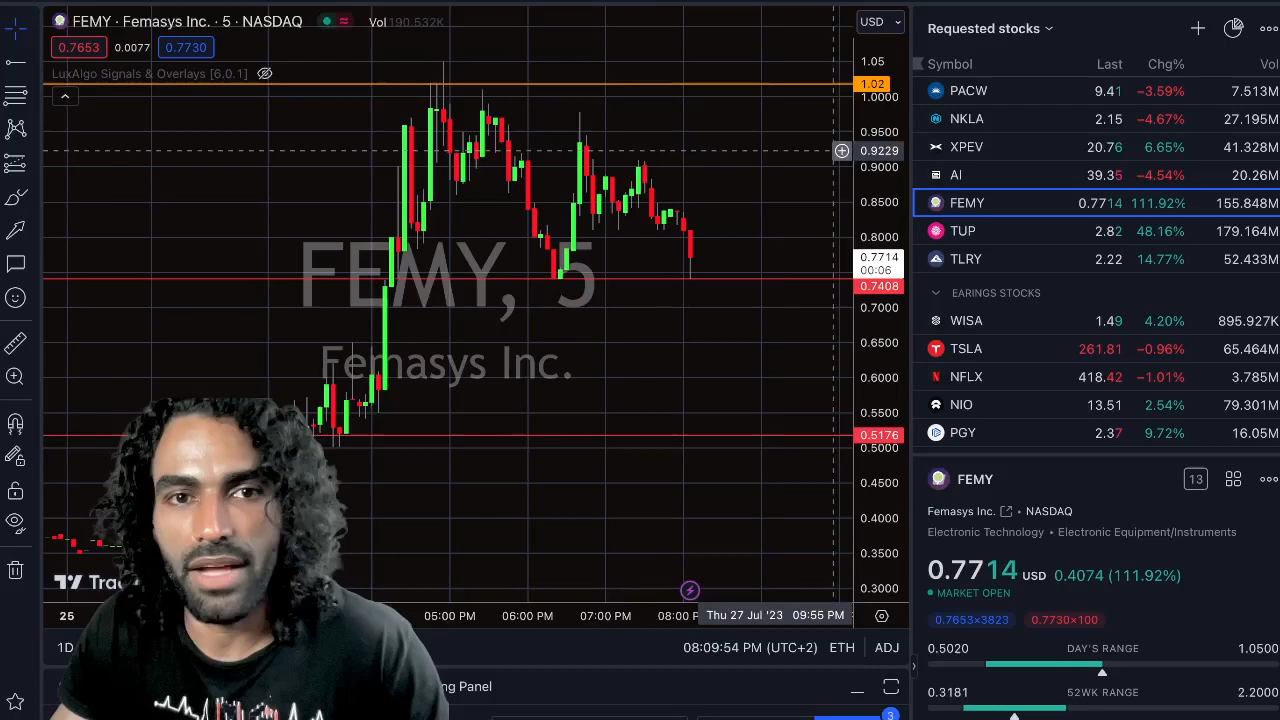 FEMY · Femasys Inc. · 5 · NASDAQ
Vol 190.532K
USD
0.7653 0.0077 0.7730
LuxAlgo Signals & Overlays [6.0.1]
1.05
1.02
1.0000
0.9500
0.9229
0.9000
0.8500
0.8000
0.7714
00:06
0.7408
0.7000
0.6500
0.6000
0.5500
0.5176
0.5000
0.4500
0.4000
0.3500
0.3000
FEMY, 5
Femasys Inc.
25 05:00 PM 06:00 PM 07:00 PM 08:00 P Thu 27 Jul '23 09:55 PM
1D 08:09:54 PM (UTC+2) ETH ADJ
ng Panel
3
Requested stocks
Symbol Last Chg% Vol
PACW 9.41 −3.59% 7.513M
NKLA 2.15 −4.67% 27.195M
XPEV 20.76 6.65% 41.328M
AI 39.35 −4.54% 20.26M
FEMY 0.7714 111.92% 155.848M
TUP 2.82 48.16% 179.164M
TLRY 2.22 14.77% 52.433M
EARINGS STOCKS
WISA 1.49 4.20% 895.927K
TSLA 261.81 −0.96% 65.464M
NFLX 418.42 −1.01% 3.785M
NIO 13.51 2.54% 79.301M
PGY 2.37 9.72% 16.05M
FEMY 13
Femasys Inc. • NASDAQ
Electronic Technology • Electronic Equipment/Instruments
0.7714 USD 0.4074 (111.92%)
MARKET OPEN
0.7653×3823 0.7730×100
0.5020 DAY'S RANGE 1.0500
0.3181 52WK RANGE 2.2000